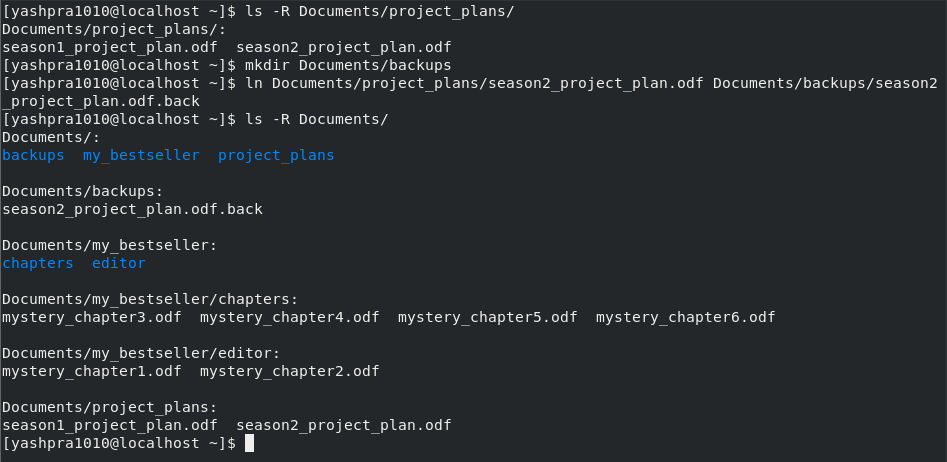 [yashpra1010@localhost ~]$ ls -R Documents/project_plans/
Documents/project_plans/:
season1_project_plan.odf  season2_project_plan.odf
[yashpra1010@localhost ~]$ mkdir Documents/backups
[yashpra1010@localhost ~]$ ln Documents/project_plans/season2_project_plan.odf Documents/backups/season2
_project_plan.odf.back
[yashpra1010@localhost ~]$ ls -R Documents/
Documents/:
backups  my_bestseller  project_plans

Documents/backups:
season2_project_plan.odf.back

Documents/my_bestseller:
chapters  editor

Documents/my_bestseller/chapters:
mystery_chapter3.odf  mystery_chapter4.odf  mystery_chapter5.odf  mystery_chapter6.odf

Documents/my_bestseller/editor:
mystery_chapter1.odf  mystery_chapter2.odf

Documents/project_plans:
season1_project_plan.odf  season2_project_plan.odf
[yashpra1010@localhost ~]$